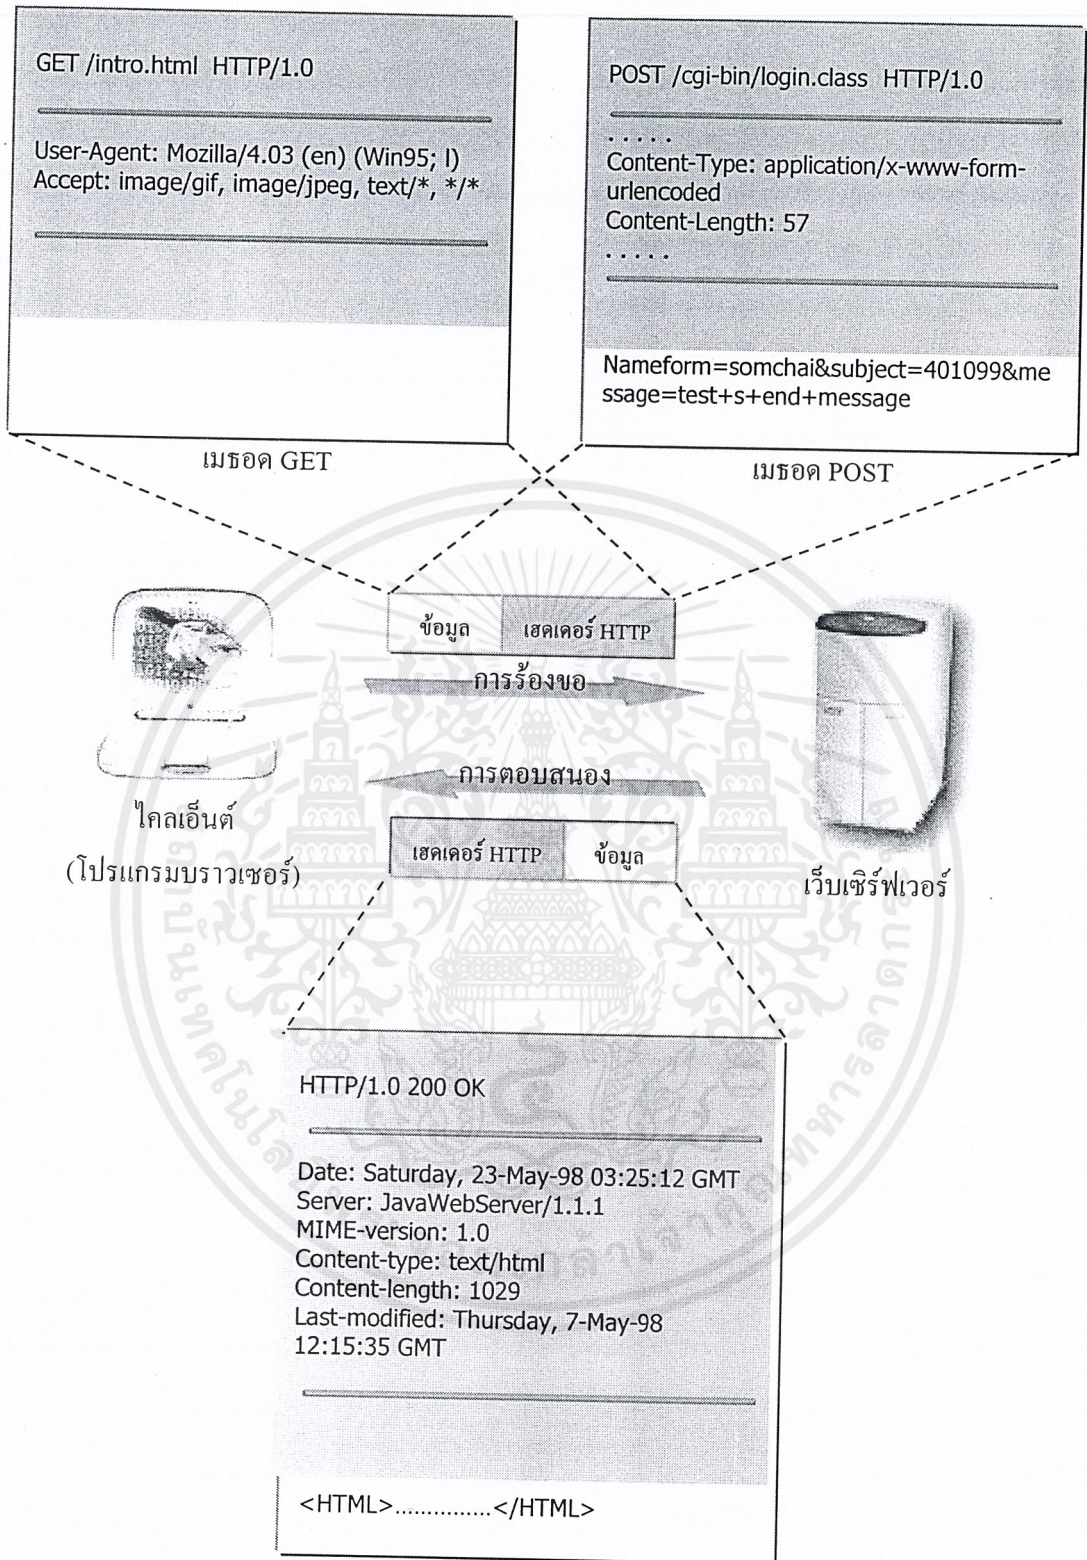 GET /intro.html HTTP/1.0
User-Agent: Mozilla/4.03 (en) (Win95; I)
Accept: image/gif, image/jpeg, text/*, */*
POST /cgi-bin/login.class HTTP/1.0
. . . . .
Content-Type: application/x-www-form-
urlencoded
Content-Length: 57
. . . . .
Nameform=somchai&subject=401099&me
ssage=test+s+end+message
เมธอด GET
เมธอด POST
ข้อมูล
เฮดเดอร์ HTTP
การร้องขอ
การตอบสนอง
เฮดเดอร์ HTTP
ข้อมูล
ไคลเอ็นต์
(โปรแกรมบราวเซอร์)
เว็บเซิร์ฟเวอร์
HTTP/1.0 200 OK
Date: Saturday, 23-May-98 03:25:12 GMT
Server: JavaWebServer/1.1.1
MIME-version: 1.0
Content-type: text/html
Content-length: 1029
Last-modified: Thursday, 7-May-98
12:15:35 GMT
<HTML>...............</HTML>